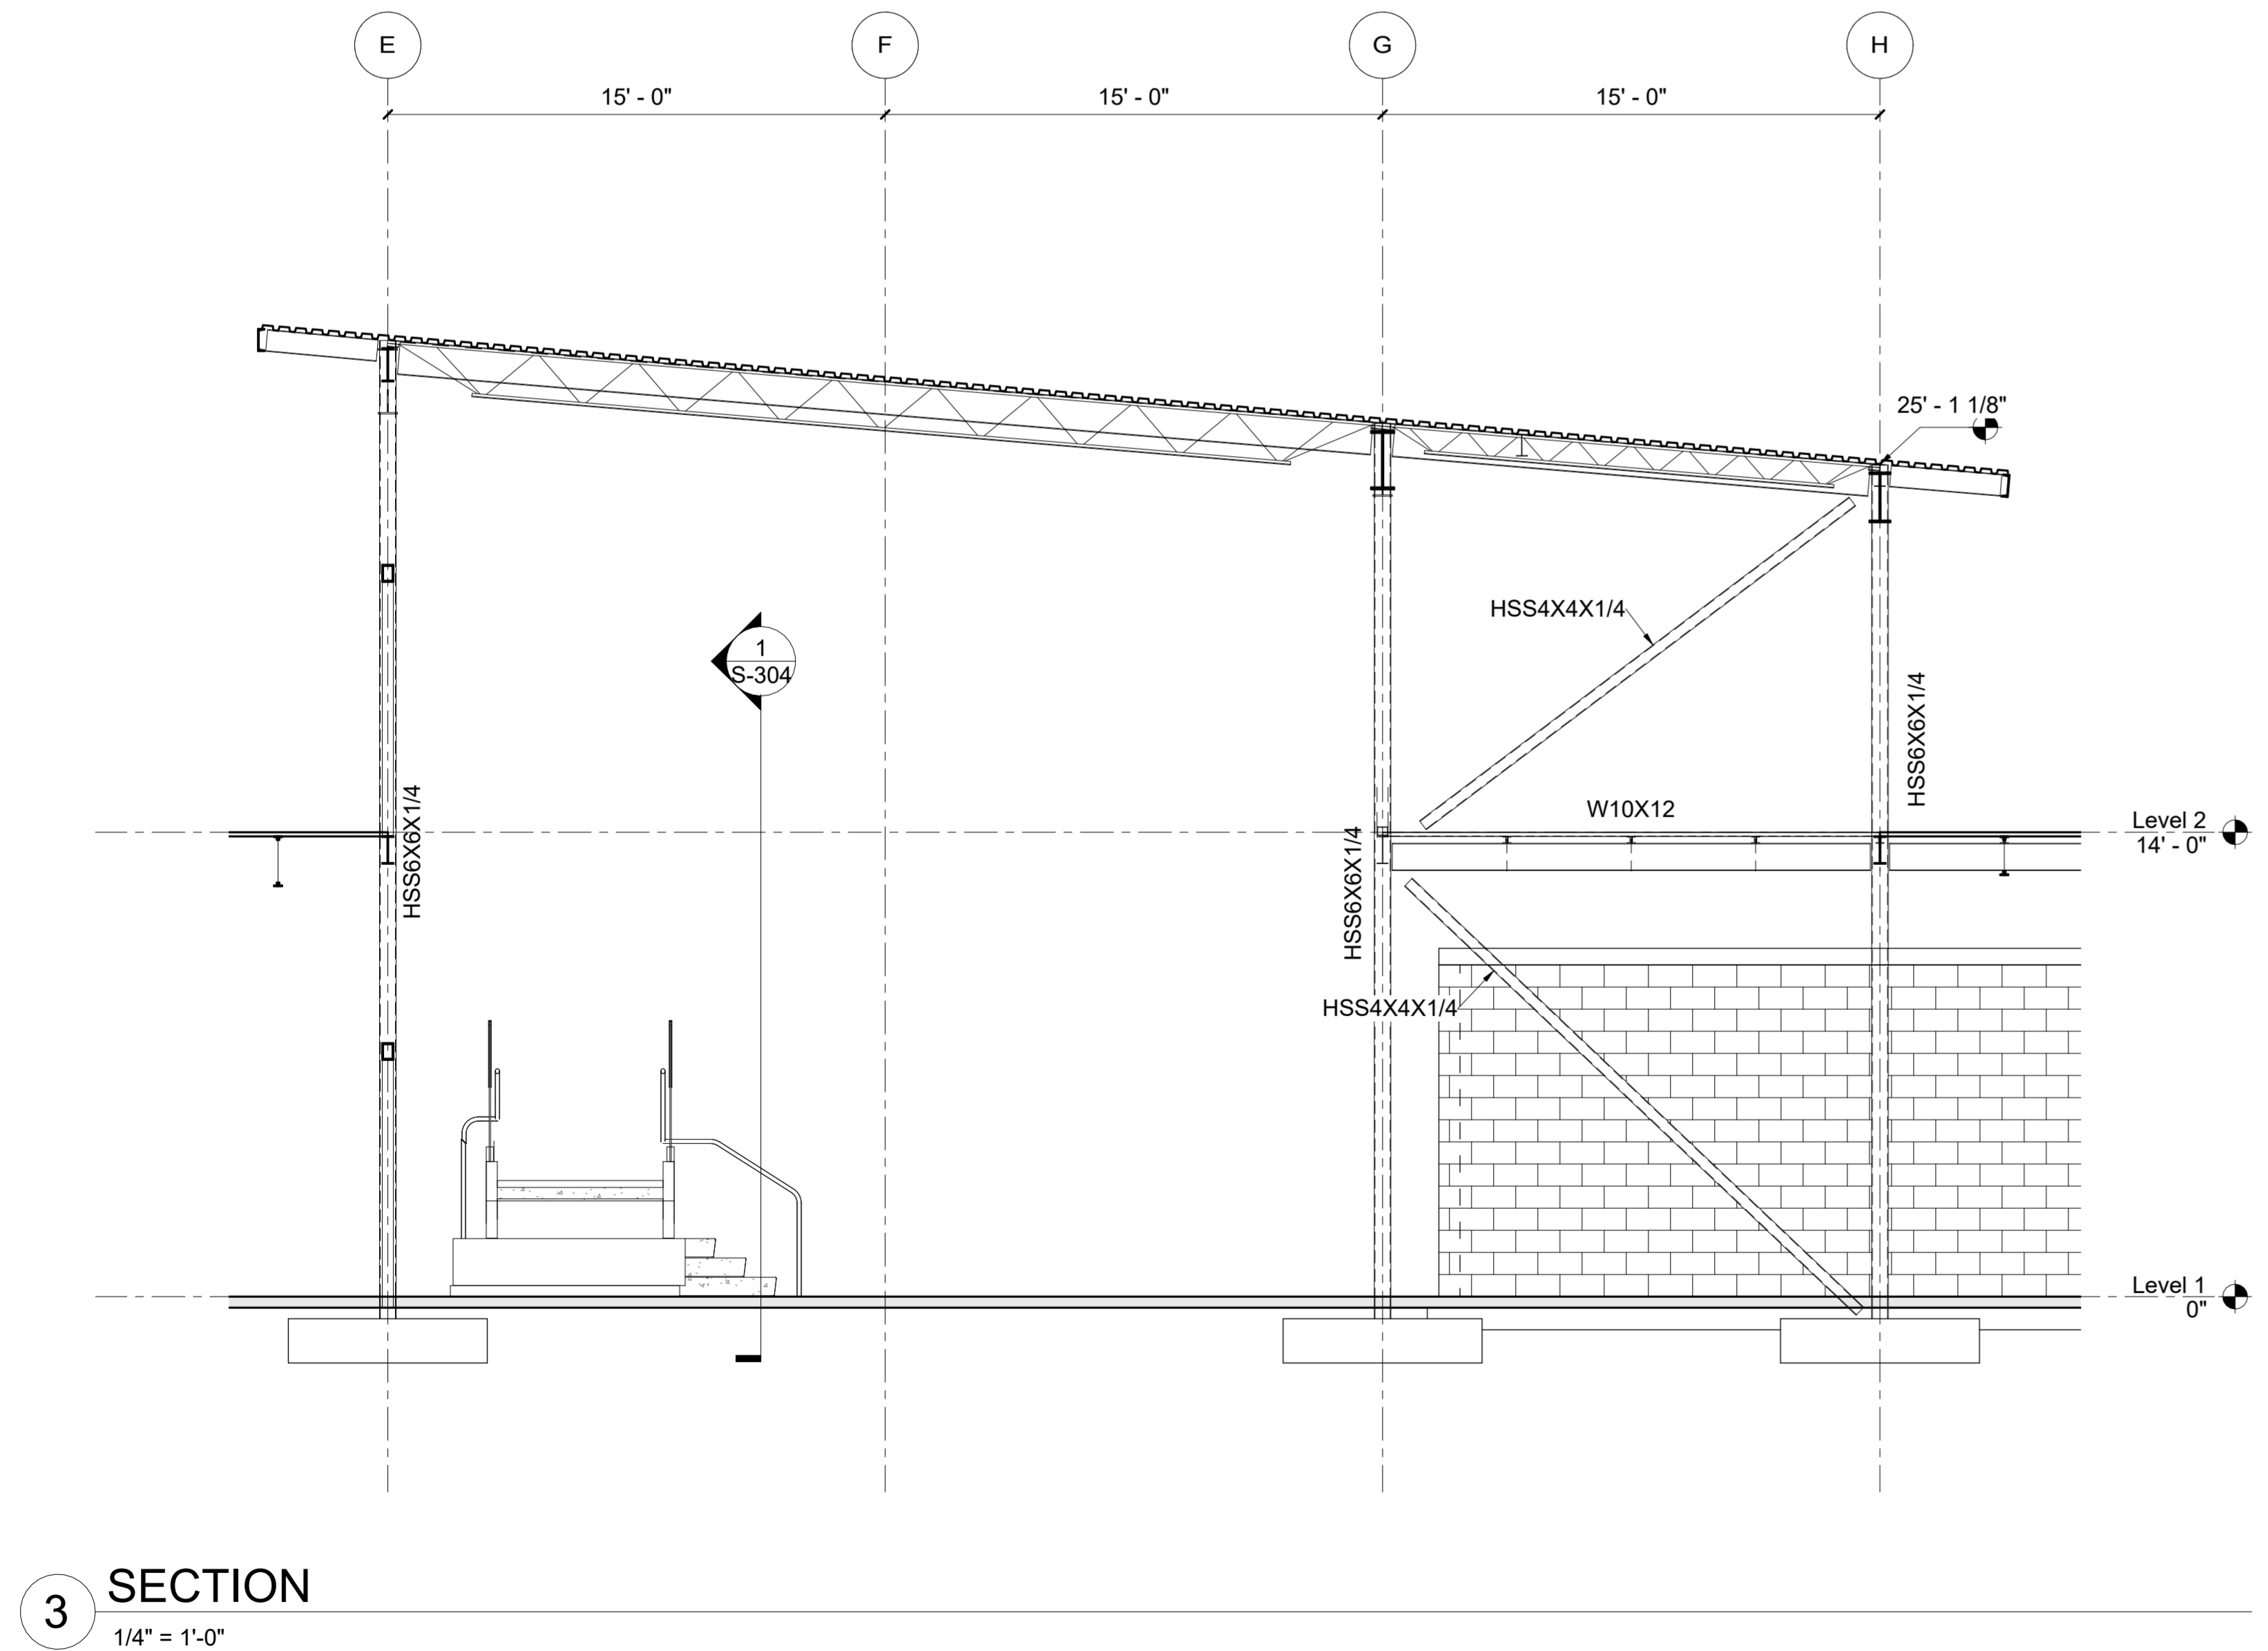 E
F
G
H
15' - 0"
15' - 0"
15' - 0"
25' - 1 1/8"
HSS4X4X1/4
1
S-304
HSS6X6X1/4
HSS6X6X1/4
HSS6X6X1/4
W10X12
Level 2
14' - 0"
HSS4X4X1/4
Level 1
0"
3
SECTION
1/4" = 1'-0"